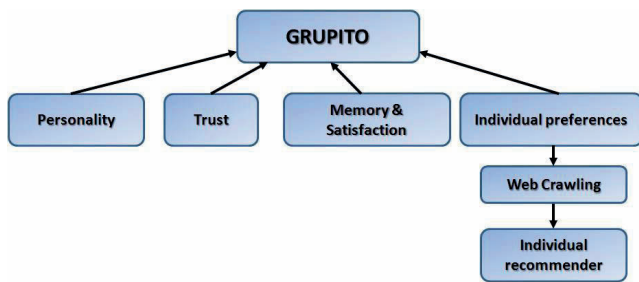 GRUPITO
Personality
Trust
Memory &
Satisfaction
Individual preferences
Web Crawling
Individual
recommender